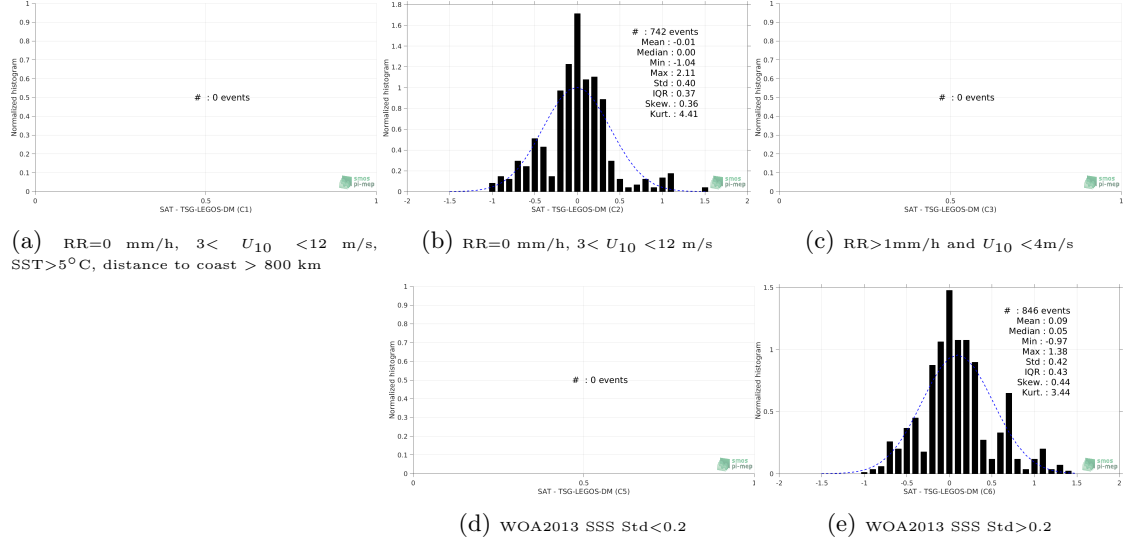 1
0.9
0.8
0.7
0.6
0.5
0.4
0.3
0.2
0.1
0
Normalized histogram
# : 0 events
smos
pi-mep
0 0.5 1
SAT - TSG-LEGOS-DM (C1)
(a) RR=0 mm/h, 3< U10 <12 m/s,
SST>5°C, distance to coast > 800 km
1.8
1.6
1.4
1.2
1
0.8
0.6
0.4
0.2
0
Normalized histogram
# : 742 events
Mean : -0.01
Median : 0.00
Min : -1.04
Max : 2.11
Std : 0.40
IQR : 0.37
Skew. : 0.36
Kurt. : 4.41
smos
pi-mep
-2 -1.5 -1 -0.5 0 0.5 1 1.5 2
SAT - TSG-LEGOS-DM (C2)
(b) RR=0 mm/h, 3< U10 <12 m/s
1
0.9
0.8
0.7
0.6
0.5
0.4
0.3
0.2
0.1
0
Normalized histogram
# : 0 events
smos
pi-mep
0 0.5 1
SAT - TSG-LEGOS-DM (C3)
(c) RR>1mm/h and U10 <4m/s
1
0.9
0.8
0.7
0.6
0.5
0.4
0.3
0.2
0.1
0
Normalized histogram
# : 0 events
smos
pi-mep
0 0.5 1
SAT - TSG-LEGOS-DM (C5)
(d) WOA2013 SSS Std<0.2
1.5
1
0.5
0
Normalized histogram
# : 846 events
Mean : 0.09
Median : 0.05
Min : -0.97
Max : 1.38
Std : 0.42
IQR : 0.43
Skew. : 0.44
Kurt. : 3.44
smos
pi-mep
-2 -1.5 -1 -0.5 0 0.5 1 1.5 2
SAT - TSG-LEGOS-DM (C6)
(e) WOA2013 SSS Std>0.2